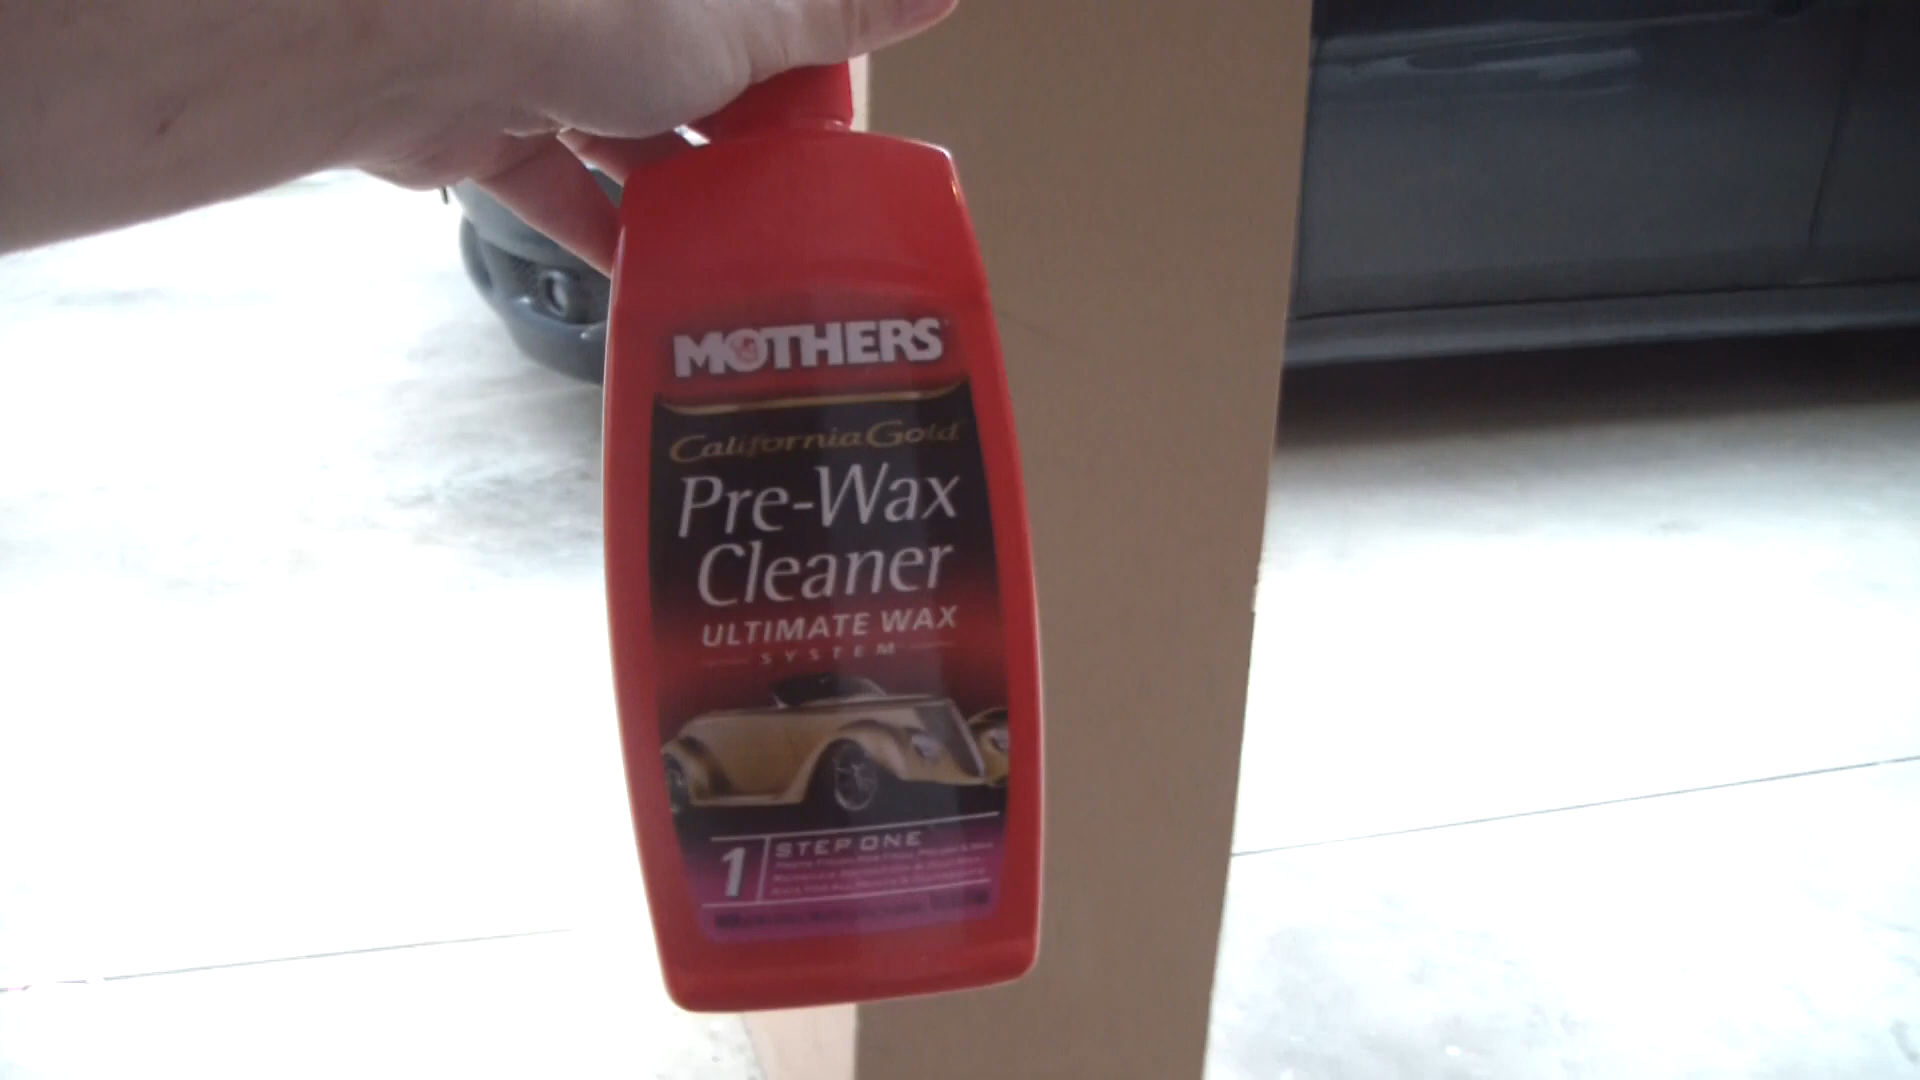 MOTHERS
California Gold
Pre-Wax
Cleaner
ULTIMATE WAX
SYSTEM
1 STEP ONE